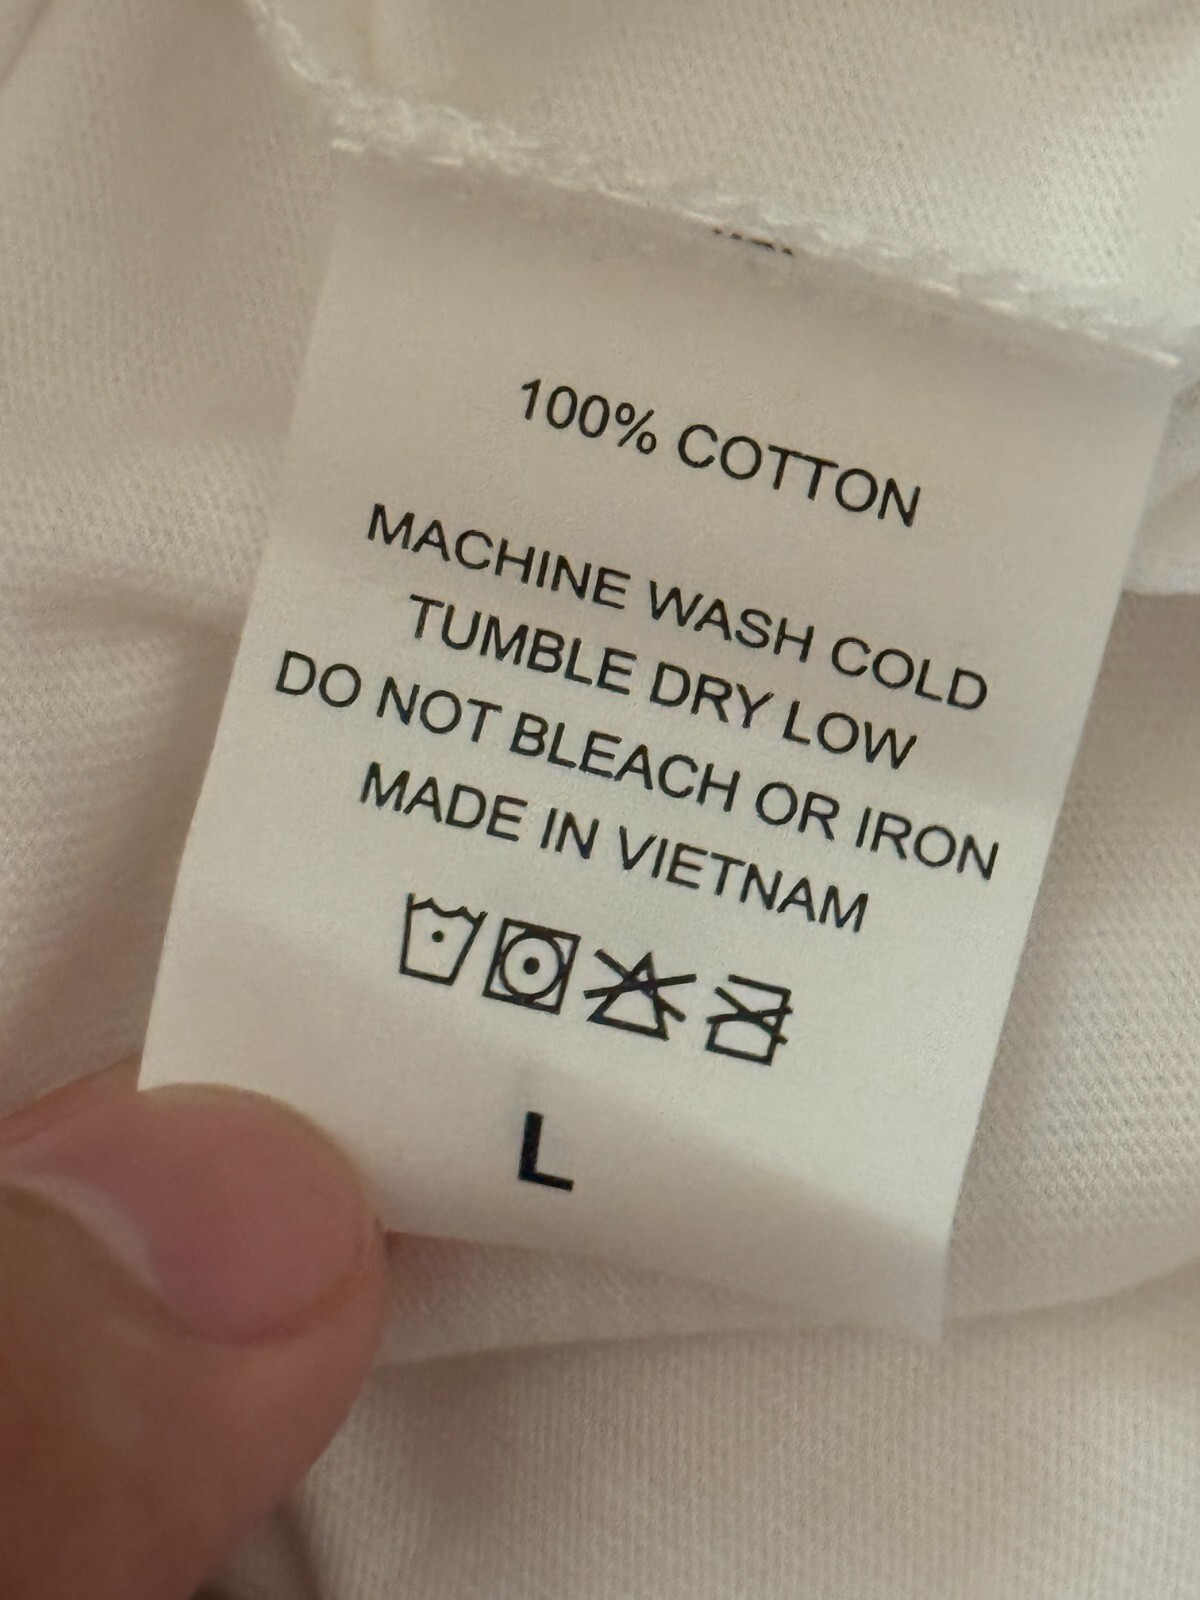 100% COTTON
MACHINE WASH COLD
TUMBLE DRY LOW
DO NOT BLEACH OR IRON
MADE IN VIETNAM
L